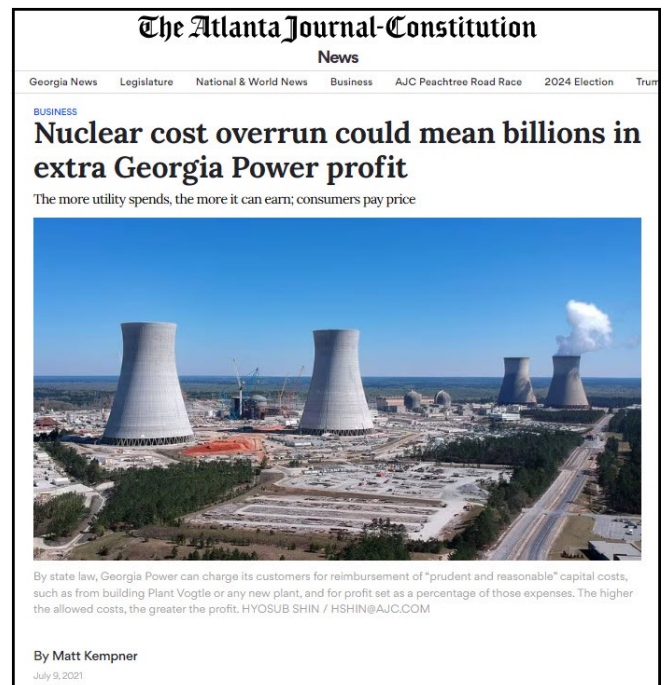 The Atlanta Journal-Constitution
News
Georgia News Legislature National & World News Business AJC Peachtree Road Race 2024 Election
BUSINESS
Nuclear cost overrun could mean billions in
extra Georgia Power profit
The more utility spends, the more it can earn; consumers pay price
By state law, Georgia Power can charge its customers for reimbursement of “prudent and reasonable” capital costs,
such as from building Plant Vogtle or any new plant, and for profit set as a percentage of those expenses. The higher
the allowed costs, the greater the profit. HYOSUB SHIN / HSHIN@AJC.COM
By Matt Kempner
July 9, 2021